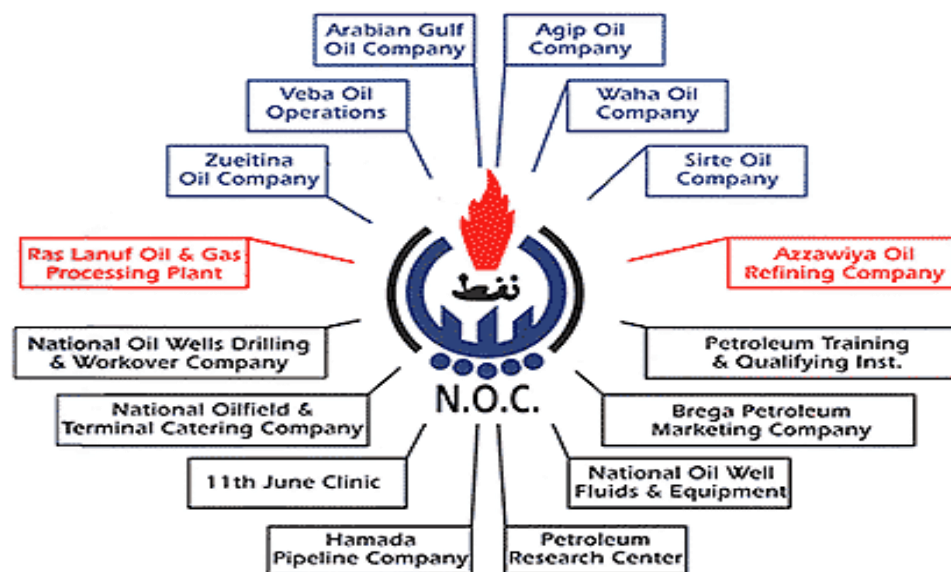 Arabian Gulf
Oil Company
Agip Oil
Company
Veba Oil
Operations
Waha Oil
Company
Zueitina
Oil Company
Sirte Oil
Company
Ras Lanuf Oil & Gas
Processing Plant
نفط
Azzawiya Oil
Refining Company
National Oil Wells Drilling
& Workover Company
Petroleum Training
& Qualifying Inst.
N.O.C.
National Oilfield &
Terminal Catering Company
Brega Petroleum
Marketing Company
11th June Clinic
National Oil Well
Fluids & Equipment
Hamada
Pipeline Company
Petroleum
Research Center